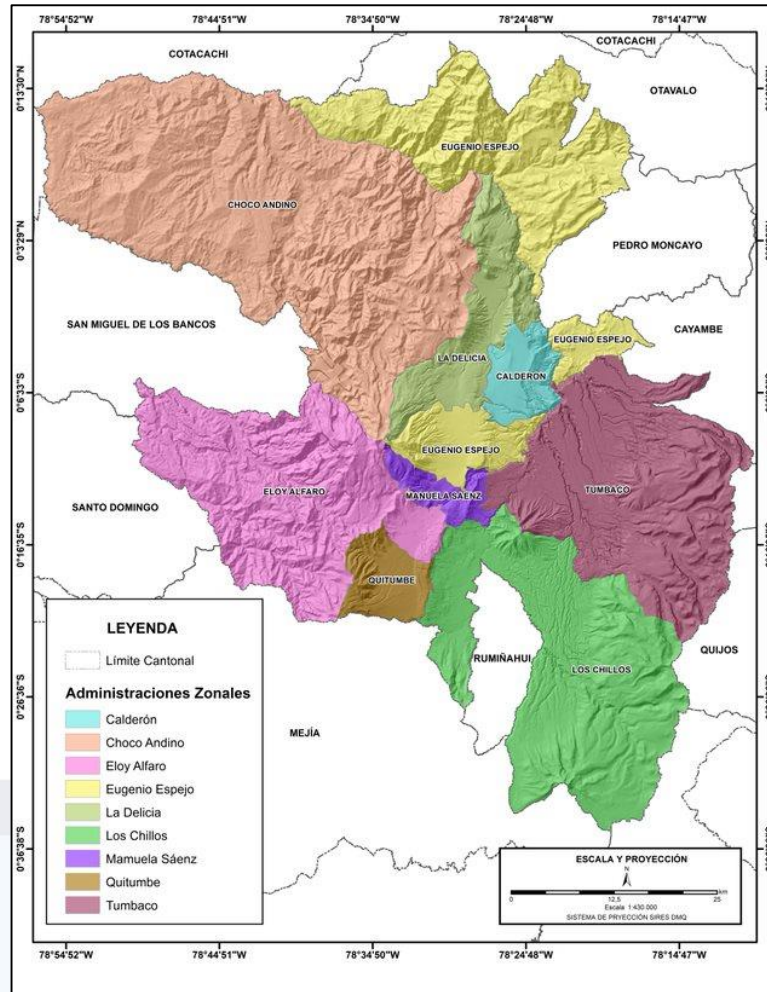 78°54'52"W 78°44'51"W 78°34'50"W 78°24'48"W 78°14'47"W
COTACACHI
COTACACHI
0°13'30"N
OTAVALO
EUGENIO ESPEJO
CHOCO ANDINO
0°3'29"N
PEDRO MONCAYO
SAN MIGUEL DE LOS BANCOS
CAYAMBE
EUGENIO ESPEJO
LA DELICIA
CALDERON
0°6'33"S
EUGENIO ESPEJO
ELOY ALFARO
MANUELA SÁENZ
TUMBACO
SANTO DOMINGO
0°16'35"S
QUITUMBE
RUMIÑAHUI
LOS CHILLOS
QUIJOS
0°26'36"S
MEJÍA
0°36'38"S
LEYENDA
Límite Cantonal
Administraciones Zonales
Calderón
Choco Andino
Eloy Alfaro
Eugenio Espejo
La Delicia
Los Chillos
Mamuela Sáenz
Quitumbe
Tumbaco
ESCALA Y PROYECCIÓN
N
0 12,5 25 km
Escala 1:430.000
SISTEMA DE PRYECCIÓN SIRES DMQ
78°54'52"W 78°44'51"W 78°34'50"W 78°24'48"W 78°14'47"W